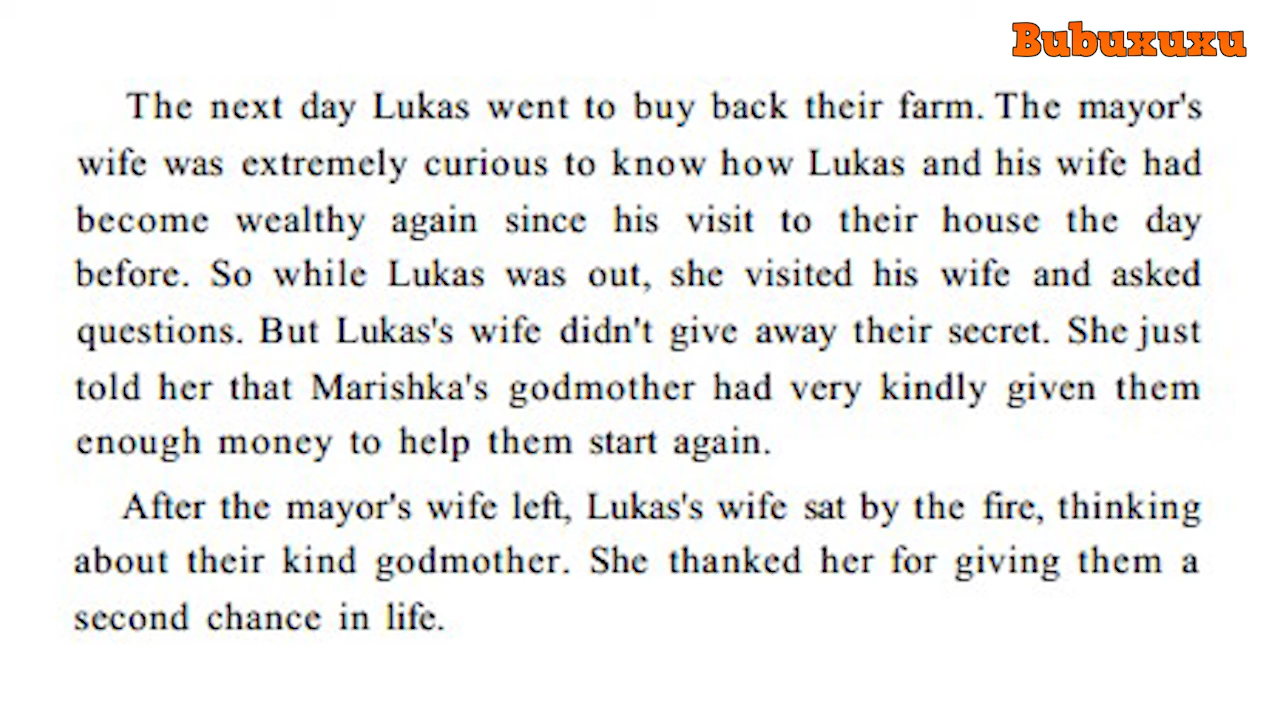 Bubuxuxu
The next day Lukas went to buy back their farm. The mayor's
wife was extremely curious to know how Lukas and his wife had
become wealthy again since his visit to their house the day
before. So while Lukas was out, she visited his wife and asked
questions. But Lukas's wife didn't give away their secret. She just
told her that Marishka's godmother had very kindly given them
enough money to help them start again.
After the mayor's wife left, Lukas's wife sat by the fire, thinking
about their kind godmother. She thanked her for giving them a
second chance in life.